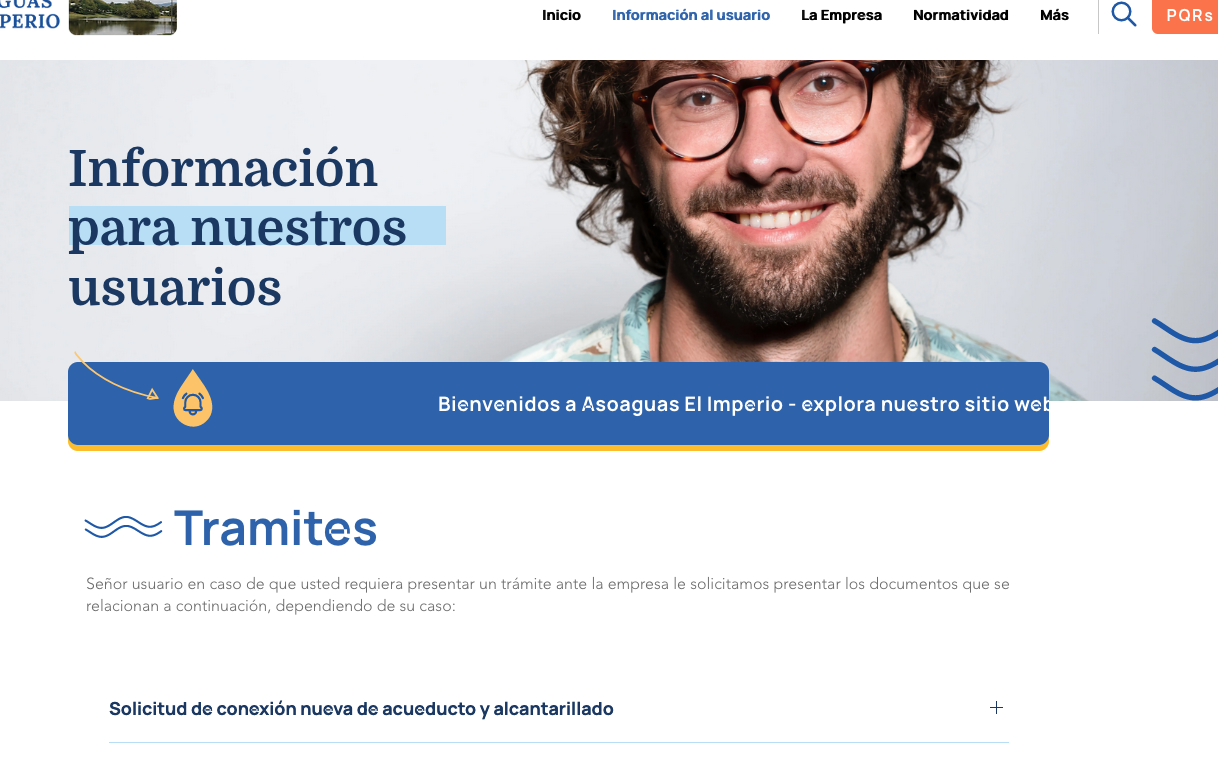 PERIO
Inicio
Información al usuario
La Empresa
Normatividad
Más
PQRs
Información
para nuestros
usuarios
Bienvenidos a Asoaguas El Imperio - explora nuestro sitio web
Tramites
Señor usuario en caso de que usted requiera presentar un trámite ante la empresa le solicitamos presentar los documentos que se
relacionan a continuación, dependiendo de su caso:
Solicitud de conexión nueva de acueducto y alcantarillado